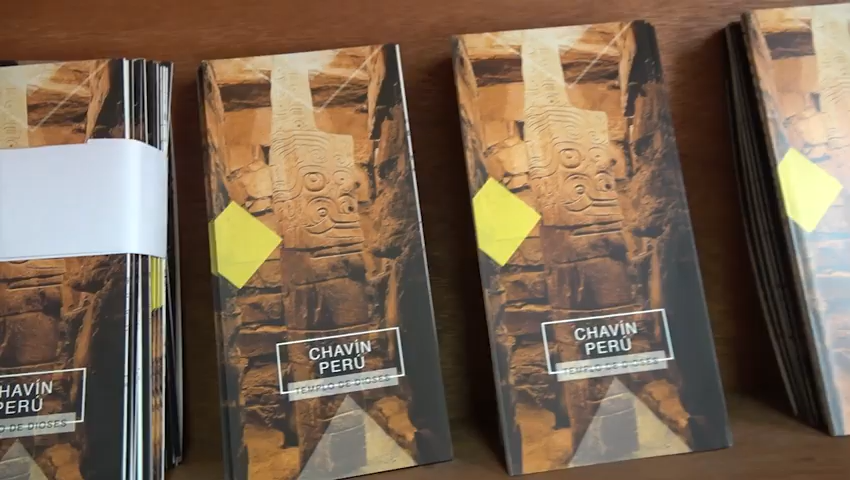 CHAVÍN
PERÚ
O DE DIOSES
CHAVÍN
PERÚ
TEMPLO DE DIOSES
CHAVÍN
PERÚ
TEMPLO DE DIOSES